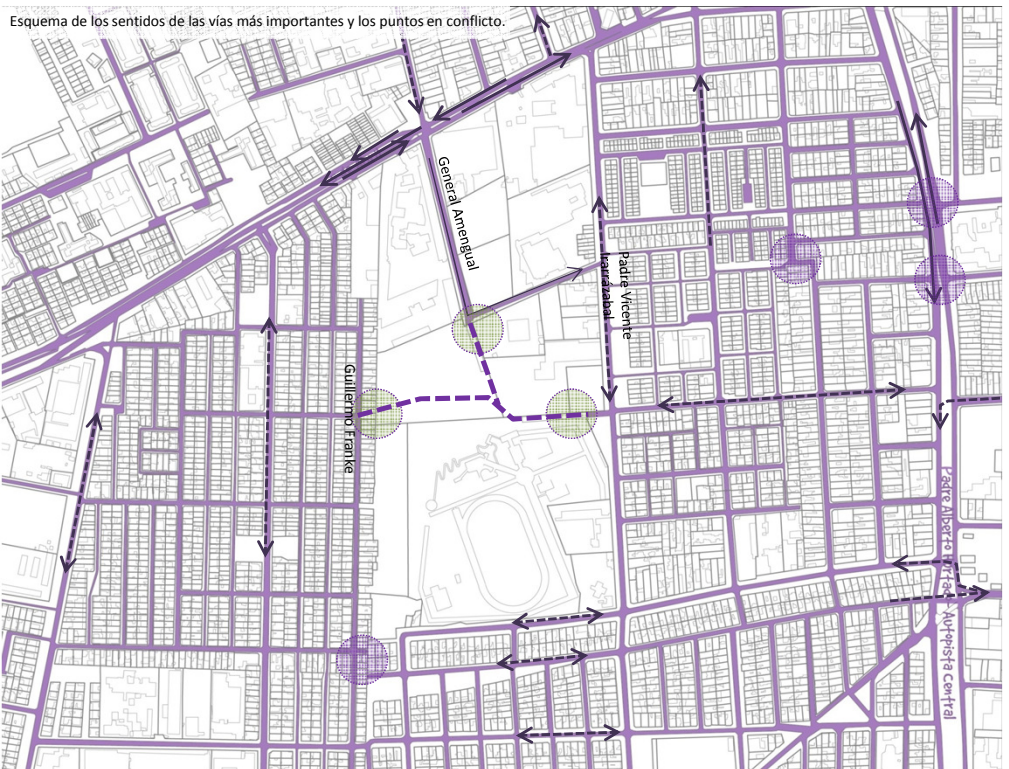 Esquema de los sentidos de las vías más importantes y los puntos en conflicto.
General Amengual
Padre Vicente
Irarrázabal
Guillermo Franke
Padre Alberto Hurtado - Autopista Central